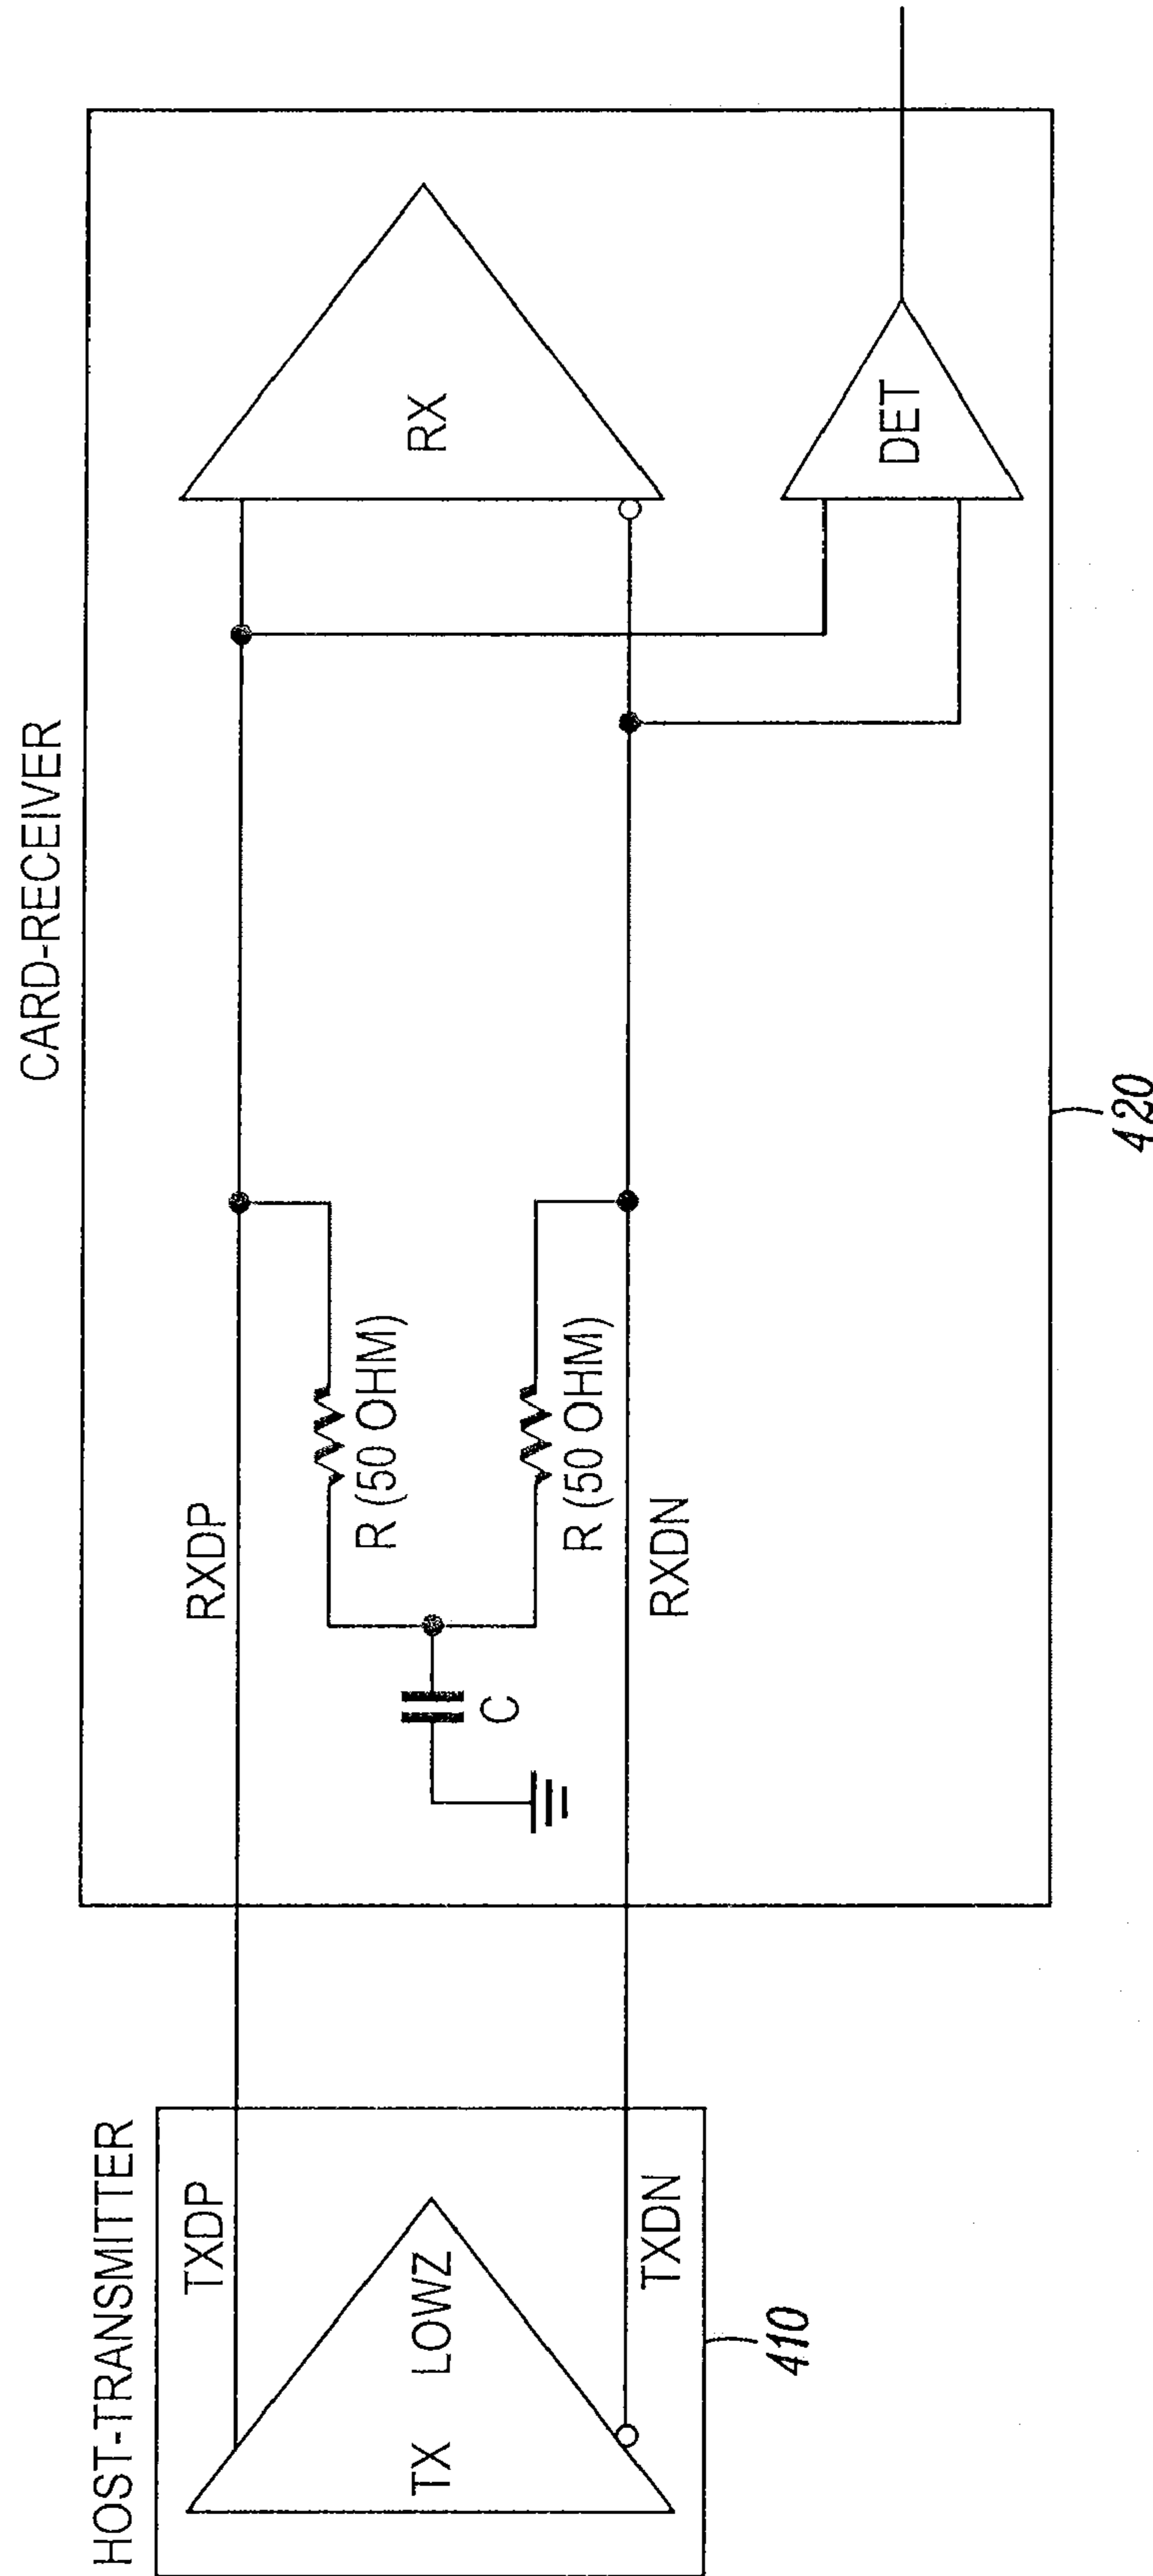 CARD-RECEIVER
HOST-TRANSMITTER
TXDP
RXDP
TX LOWZ
C
R (50 OHM)
R (50 OHM)
RX
TXDN
RXDN
DET
410
420